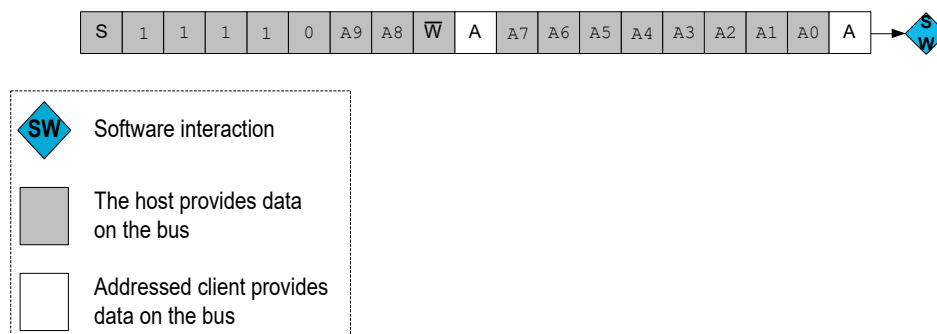 S 1 1 1 1 0 A9 A8 W̅ A A7 A6 A5 A4 A3 A2 A1 A0 A SW
SW Software interaction
The host provides data
on the bus
Addressed client provides
data on the bus